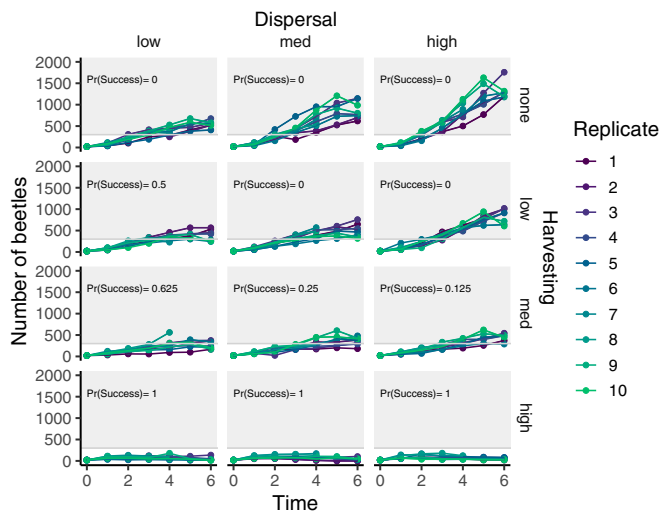 Dispersal
low med high
2000
1500
1000
500
0
Pr(Success)= 0 Pr(Success)= 0 Pr(Success)= 0
none
2000
1500
1000
500
0
Pr(Success)= 0.5 Pr(Success)= 0 Pr(Success)= 0
low
2000
1500
1000
500
0
Pr(Success)= 0.625 Pr(Success)= 0.25 Pr(Success)= 0.125
med
2000
1500
1000
500
0
Pr(Success)= 1 Pr(Success)= 1 Pr(Success)= 1
high
0 2 4 6 0 2 4 6 0 2 4 6
Time
Number of beetles
Harvesting
Replicate
1
2
3
4
5
6
7
8
9
10